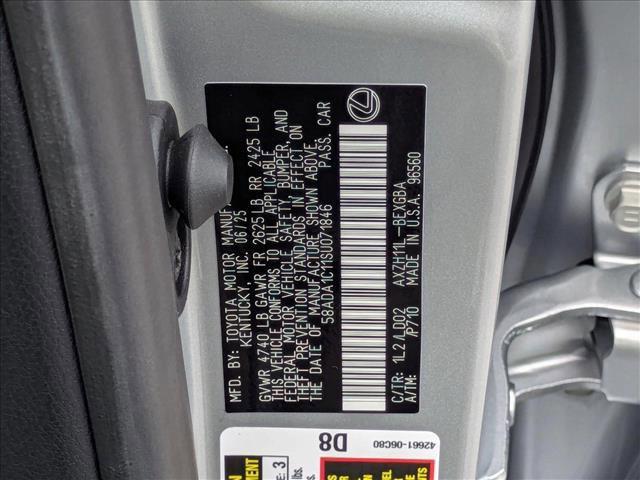 MFD. BY: TOYOTA MOTOR MANUF
KENTUCKY, INC. 06/25
GVWR 4740 LB GAWR FR 2625 LB RR 2425 LB
THIS VEHICLE CONFORMS TO ALL APPLICABLE
FEDERAL MOTOR VEHICLE SAFETY, BUMPER, AND
THEFT PREVENTION STANDARDS IN EFFECT ON
THE DATE OF MANUFACTURE SHOWN ABOVE.
58ADA1C11SU071846 PASS. CAR
C/TR: 1L2 /LD02 AXZH11L-BEXGBA
A/TM: /P710 MADE IN U.S.A. 96560
D8
42661-06C80
3
lbs.